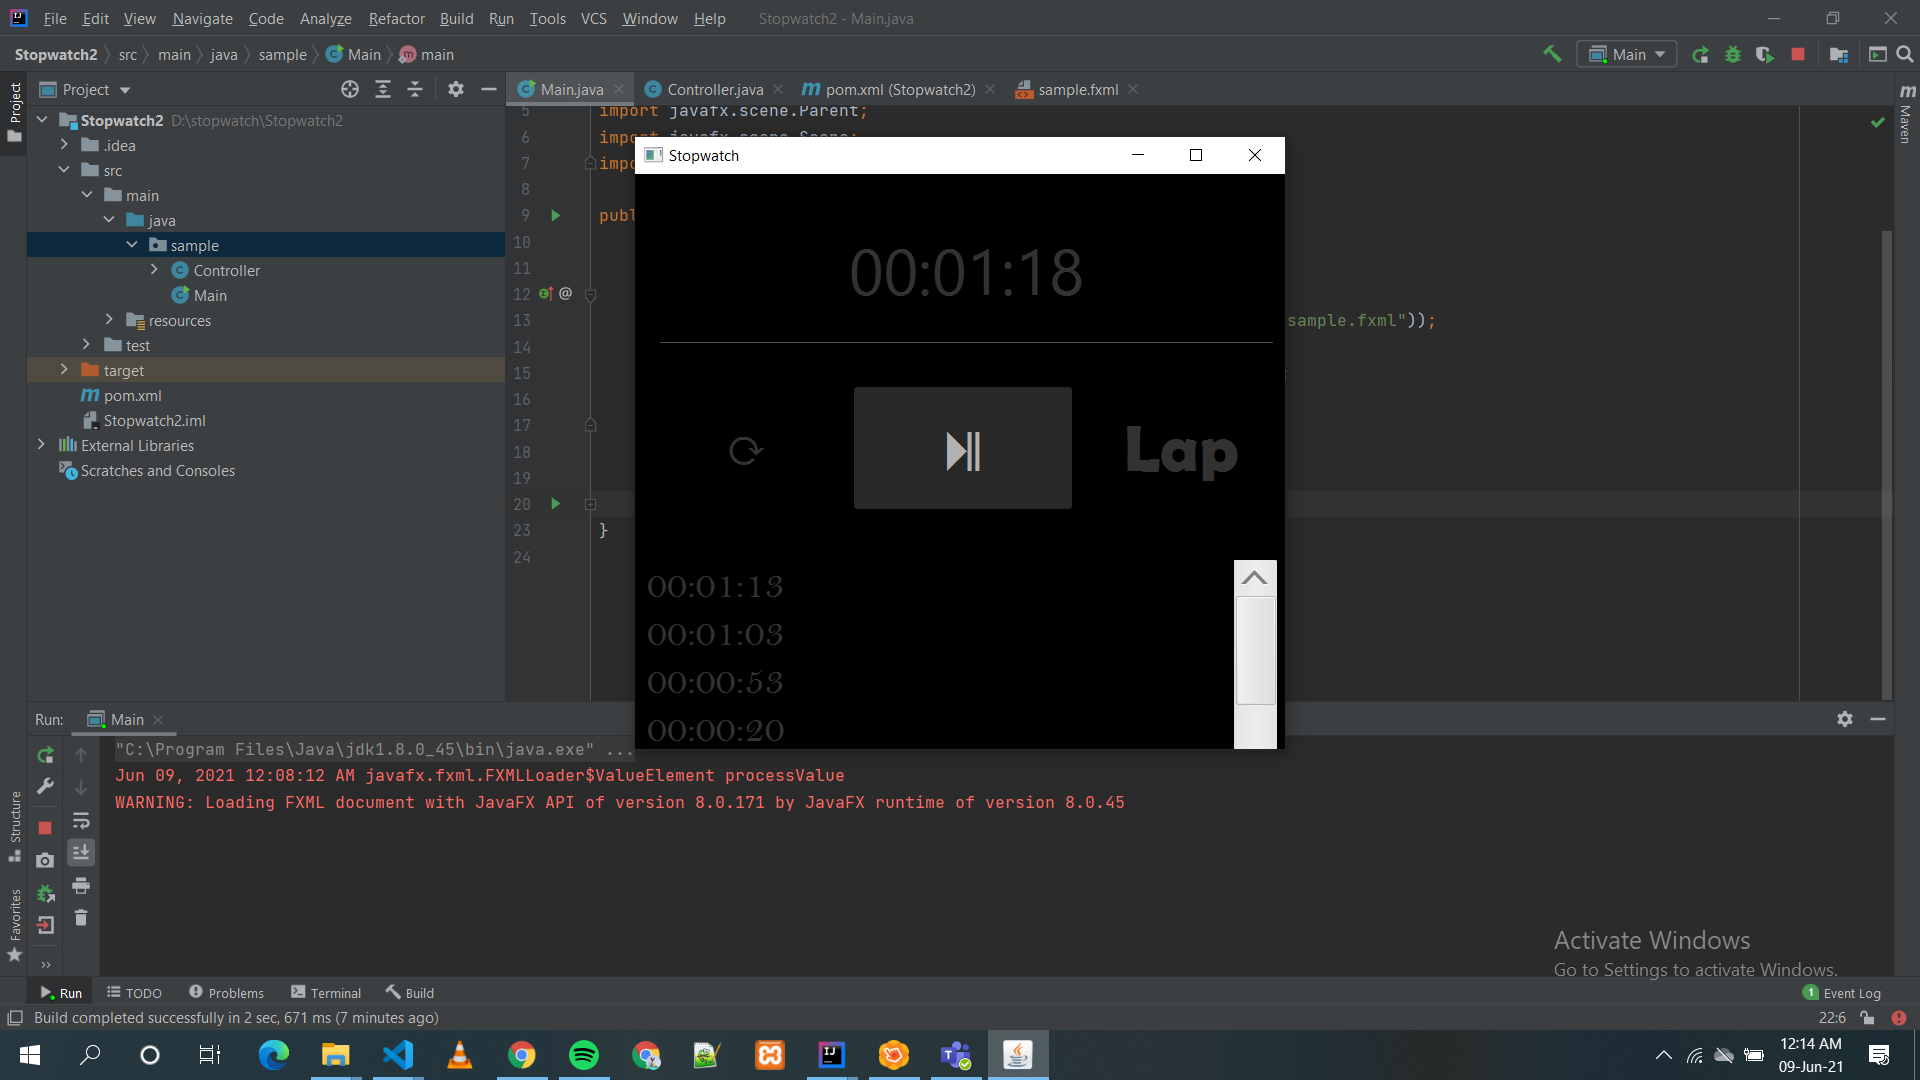 File Edit View Navigate Code Analyze Refactor Build Run Tools VCS Window Help Stopwatch2 - Main.java
Stopwatch2 src main java sample Main main
Main
Project
Main.java Controller.java pom.xml (Stopwatch2) sample.fxml
Project
Maven
Stopwatch2 D:\stopwatch\Stopwatch2
.idea
src
main
java
sample
Controller
Main
resources
test
target
pom.xml
Stopwatch2.iml
External Libraries
Scratches and Consoles
5 import javafx.scene.Parent;
6 import javafx.scene.Scene;
7 impo
8
9 publ
10
11
12 @
13 sample.fxml"));
14
15 ;
16
17
18
19
20
23 }
24
Stopwatch
00:01:18
Lap
00:01:13
00:01:03
00:00:53
00:00:20
Run: Main
"C:\Program Files\Java\jdk1.8.0_45\bin\java.exe" ...
Jun 09, 2021 12:08:12 AM javafx.fxml.FXMLLoader$ValueElement processValue
WARNING: Loading FXML document with JavaFX API of version 8.0.171 by JavaFX runtime of version 8.0.45
Structure
Favorites
Activate Windows
Go to Settings to activate Windows.
Run TODO Problems Terminal Build 1 Event Log
Build completed successfully in 2 sec, 671 ms (7 minutes ago) 22:6
12:14 AM
09-Jun-21